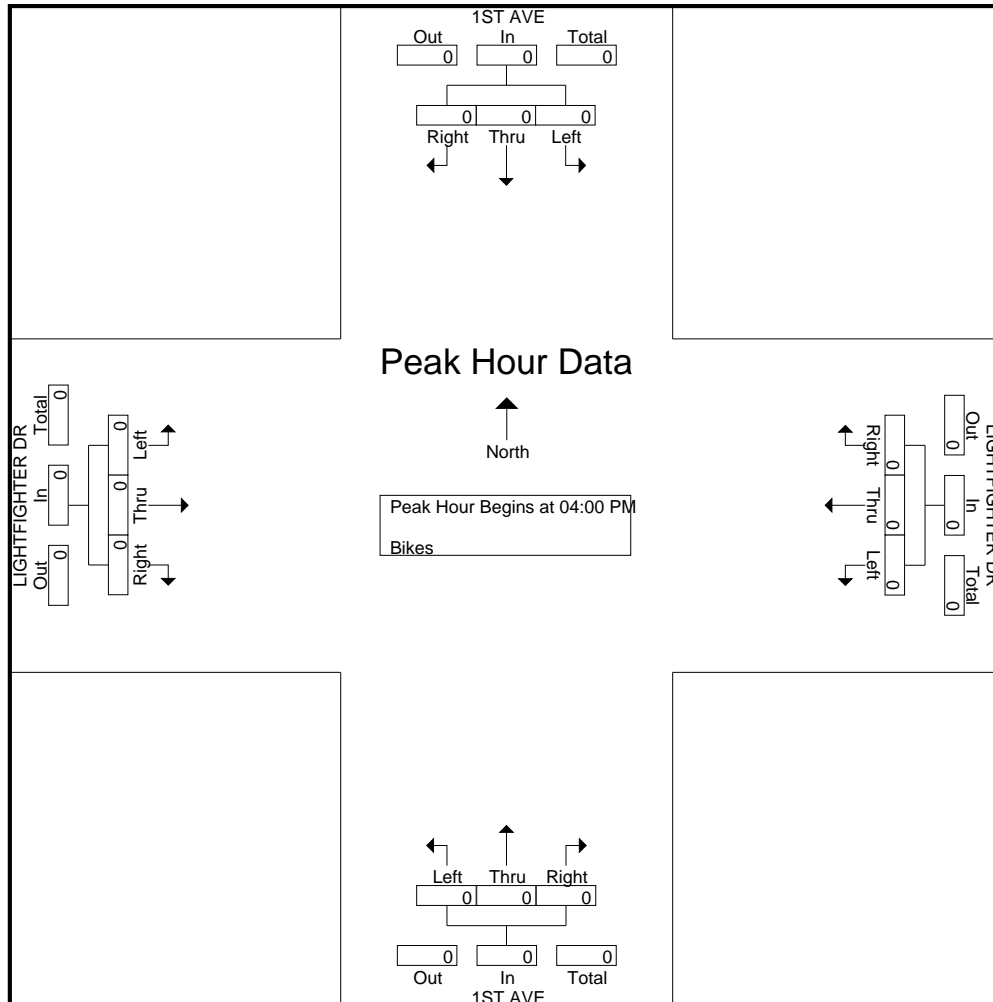 1ST AVE
Out In Total
0 0 0
0 0 0
Right Thru Left
Peak Hour Data
North
Peak Hour Begins at 04:00 PM
Bikes
LIGHTFIGHTER DR
Out In Total
0 0 0
0 0 0
Right Thru Left
LIGHTFIGHTER DR
Out In Total
0 0 0
0 0 0
Right Thru Left
Left Thru Right
0 0 0
0 0 0
Out In Total
1ST AVE